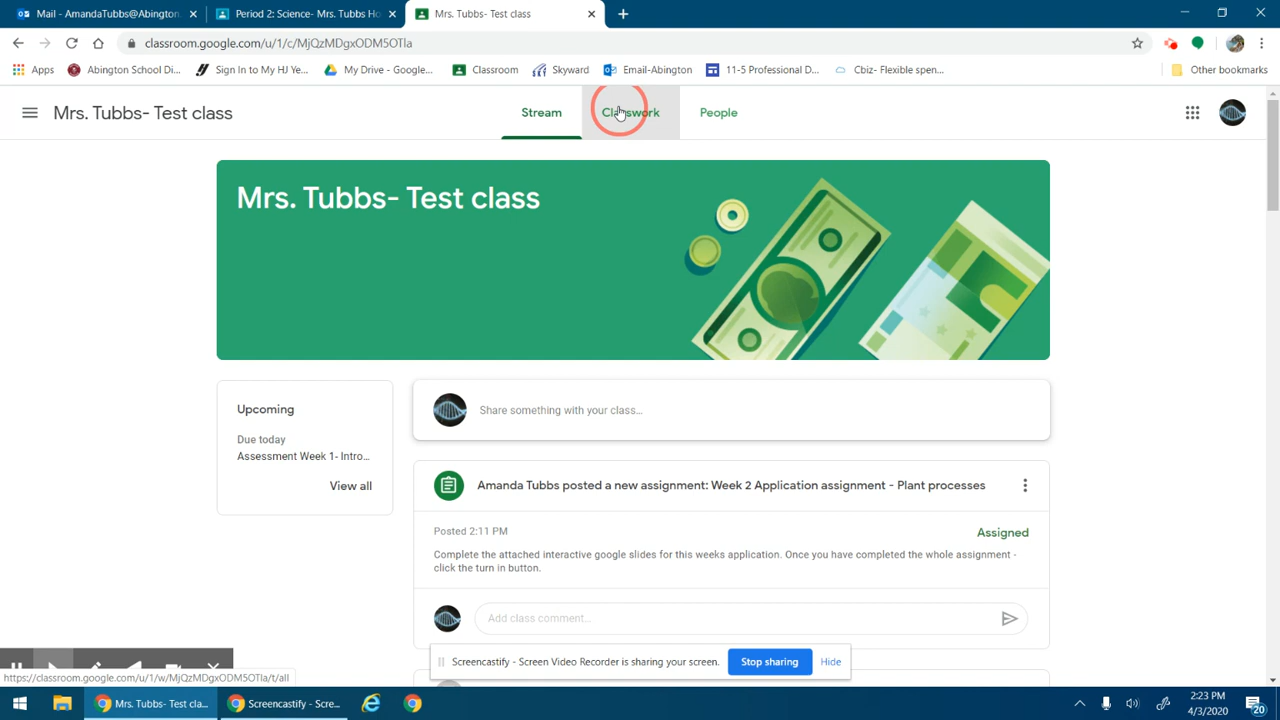 Mail - AmandaTubbs@Abington.
Period 2: Science- Mrs. Tubbs Ho
Mrs. Tubbs- Test class
classroom.google.com/u/1/c/MjQzMDgxODM5OTla
Apps
Abington School Di...
Sign In to My HJ Ye...
My Drive - Google...
Classroom
Skyward
Email-Abington
11-5 Professional D...
Cbiz- Flexible spen...
Other bookmarks
Mrs. Tubbs- Test class
Stream
Classwork
People
Mrs. Tubbs- Test class
Upcoming
Due today
Assessment Week 1- Intro...
View all
Share something with your class...
Amanda Tubbs posted a new assignment: Week 2 Application assignment - Plant processes
Posted 2:11 PM
Assigned
Complete the attached interactive google slides for this weeks application. Once you have completed the whole assignment -
click the turn in button.
Add class comment...
Screencastify - Screen Video Recorder is sharing your screen.
Stop sharing
Hide
https://classroom.google.com/u/1/w/MjQzMDgxODM5OTla/t/all
Mrs. Tubbs- Test cla...
Screencastify - Scre...
2:23 PM
4/3/2020
20